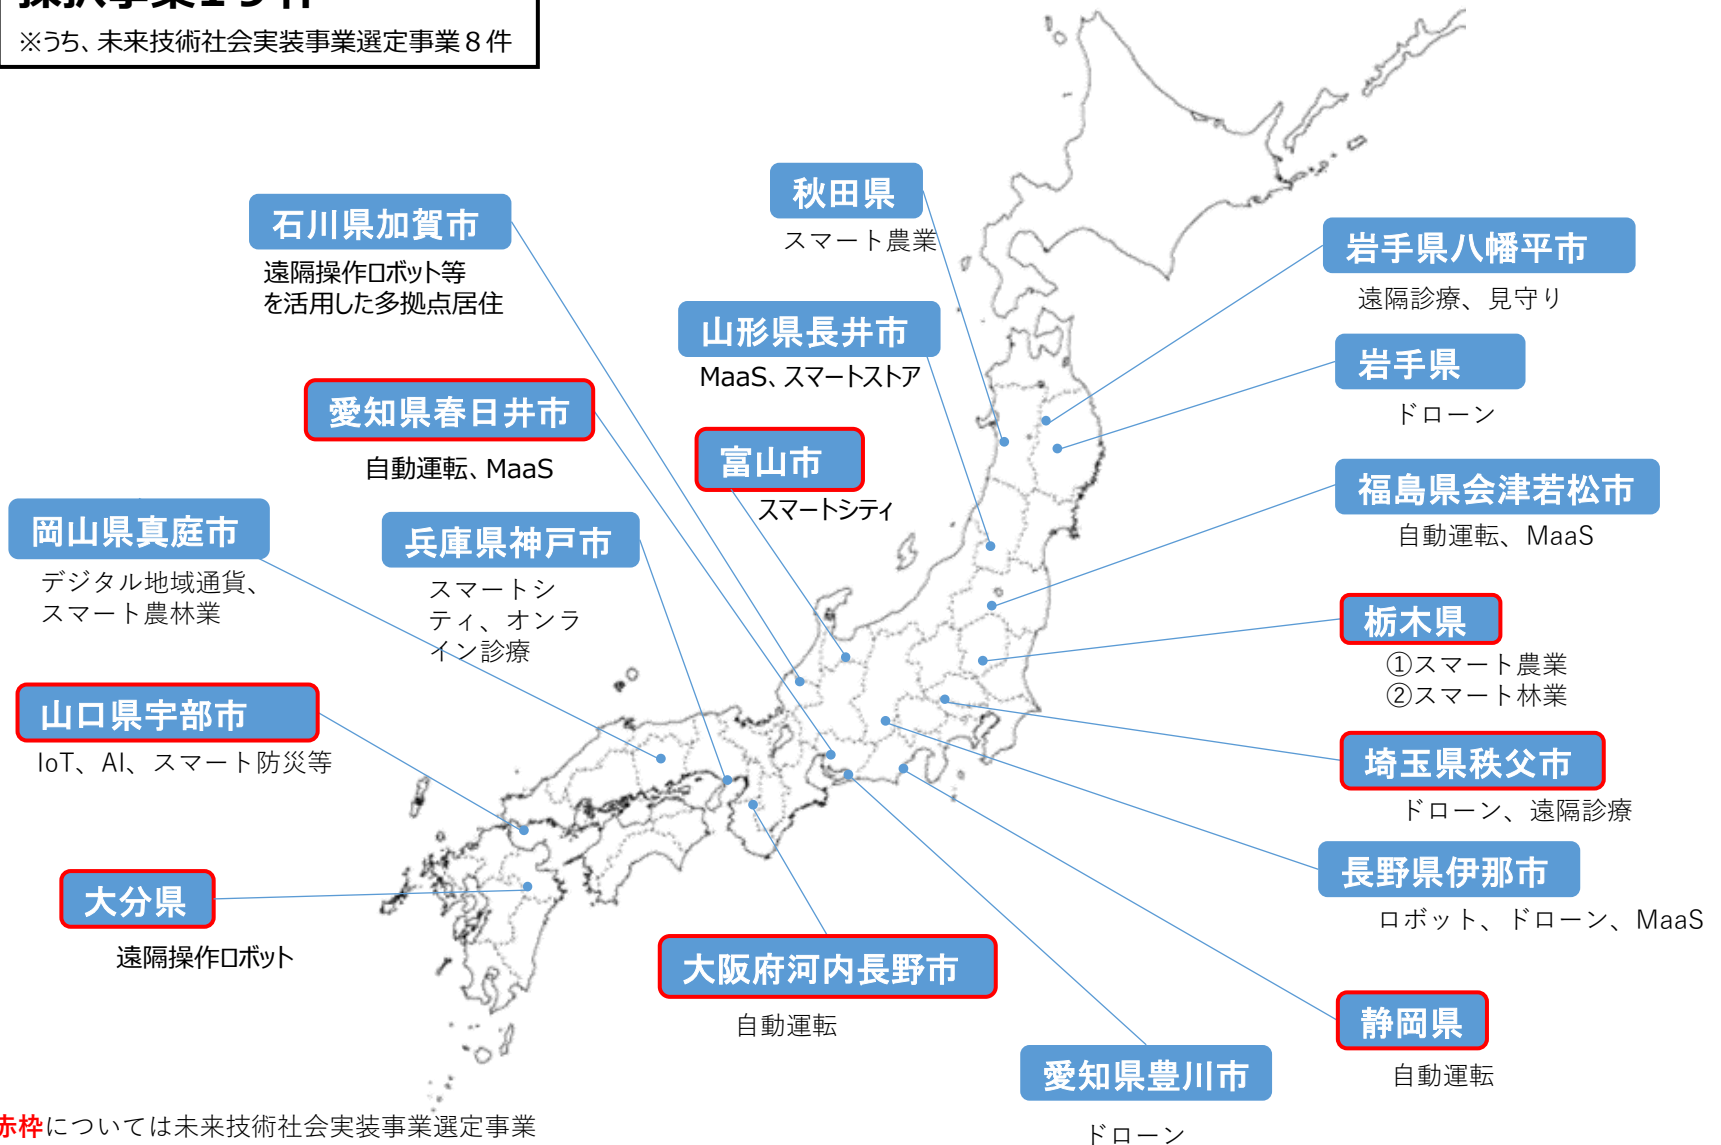 採択事業１９件
※うち、未来技術社会実装事業選定事業８件
秋田県
スマート農業
石川県加賀市
遠隔操作ロボット等
を活用した多拠点居住
岩手県八幡平市
遠隔診療、見守り
山形県長井市
MaaS、スマートストア
岩手県
ドローン
愛知県春日井市
自動運転、MaaS
富山市
スマートシティ
福島県会津若松市
自動運転、MaaS
岡山県真庭市
デジタル地域通貨、
スマート農林業
兵庫県神戸市
スマートシ
ティ、オンラ
イン診療
栃木県
①スマート農業
②スマート林業
山口県宇部市
IoT、AI、スマート防災等
埼玉県秩父市
ドローン、遠隔診療
長野県伊那市
ロボット、ドローン、MaaS
大分県
遠隔操作ロボット
大阪府河内長野市
自動運転
静岡県
自動運転
愛知県豊川市
ドローン
赤枠については未来技術社会実装事業選定事業